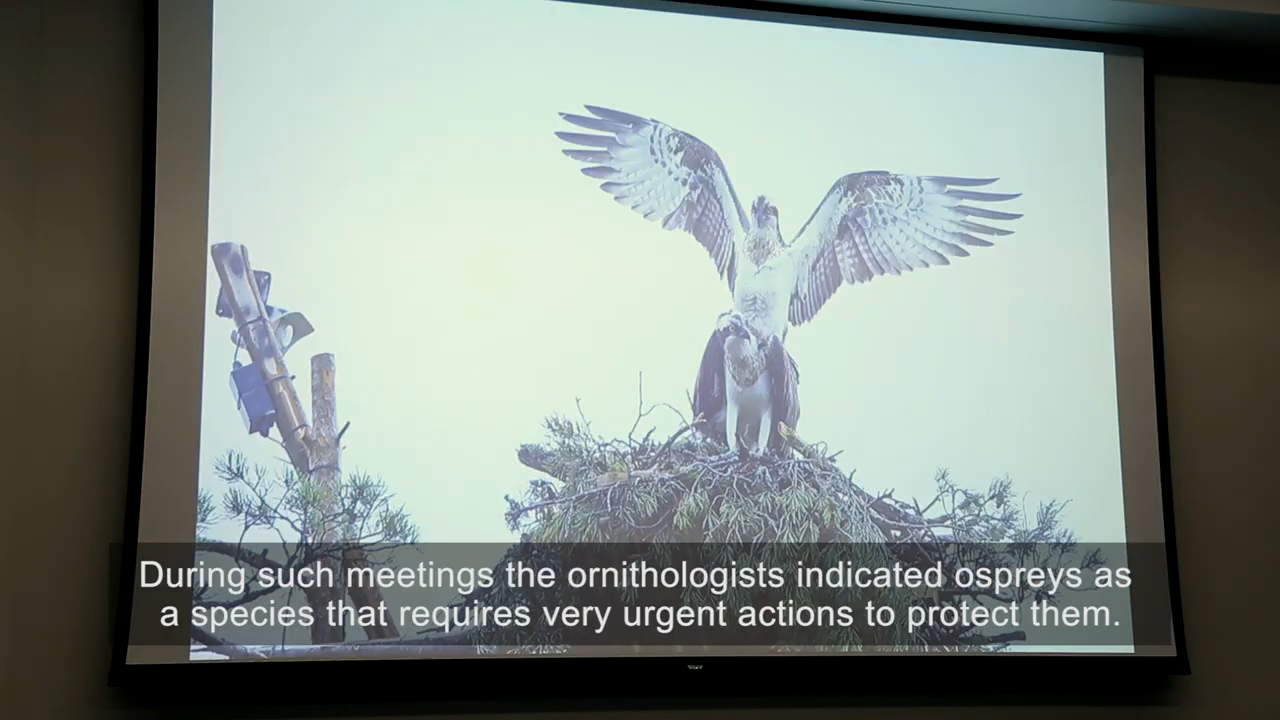 During such meetings the ornithologists indicated ospreys as
a species that requires very urgent actions to protect them.